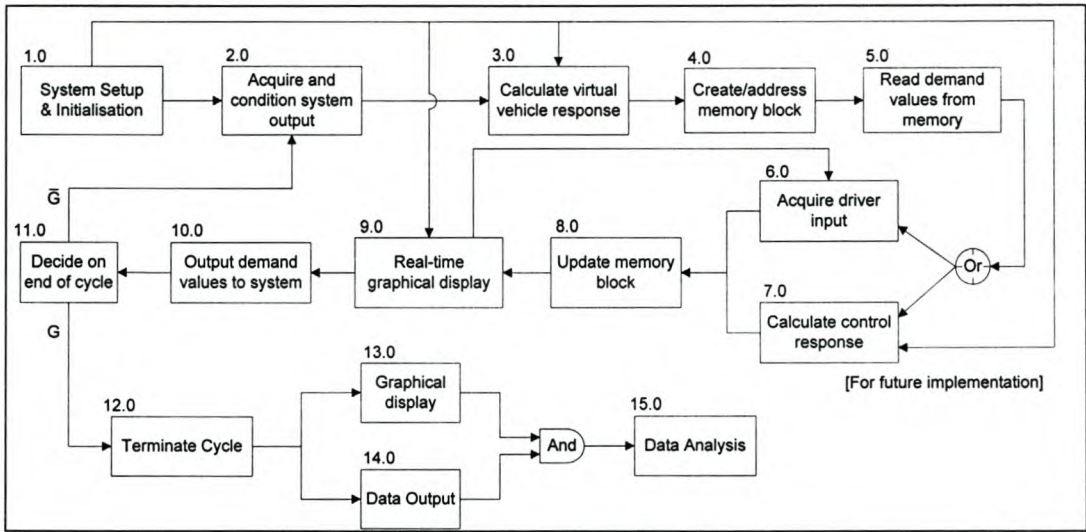 1.0
System Setup
& Initialisation
2.0
Acquire and
condition system
output
3.0
Calculate virtual
vehicle response
4.0
Create/address
memory block
5.0
Read demand
values from
memory
6.0
Acquire driver
input
Or
7.0
Calculate control
response
[For future implementation]
8.0
Update memory
block
9.0
Real-time
graphical display
10.0
Output demand
values to system
11.0
Decide on
end of cycle
G̅
G
12.0
Terminate Cycle
13.0
Graphical
display
14.0
Data Output
And
15.0
Data Analysis